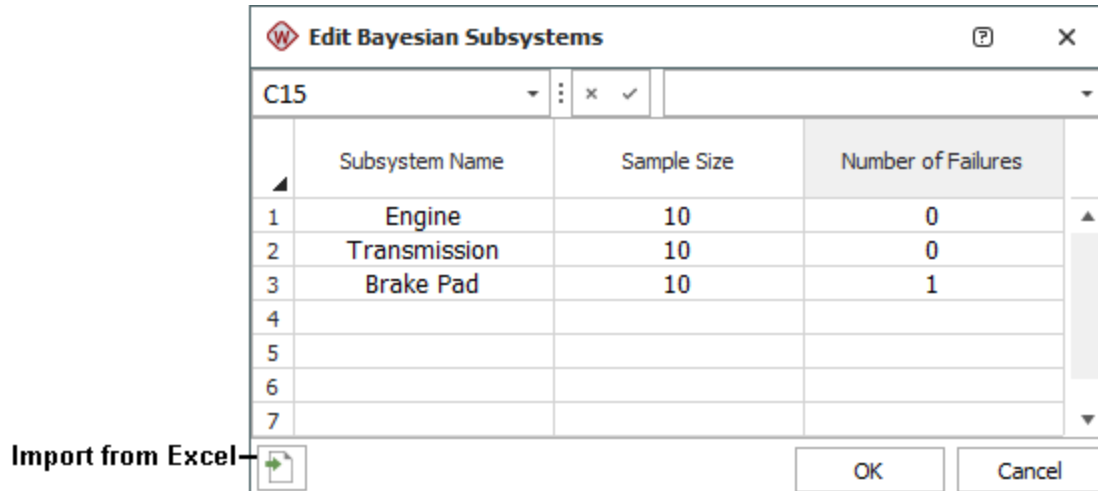 W Edit Bayesian Subsystems ?
C15
Subsystem Name Sample Size Number of Failures
1 Engine 10 0
2 Transmission 10 0
3 Brake Pad 10 1
4
5
6
7
Import from Excel
OK Cancel